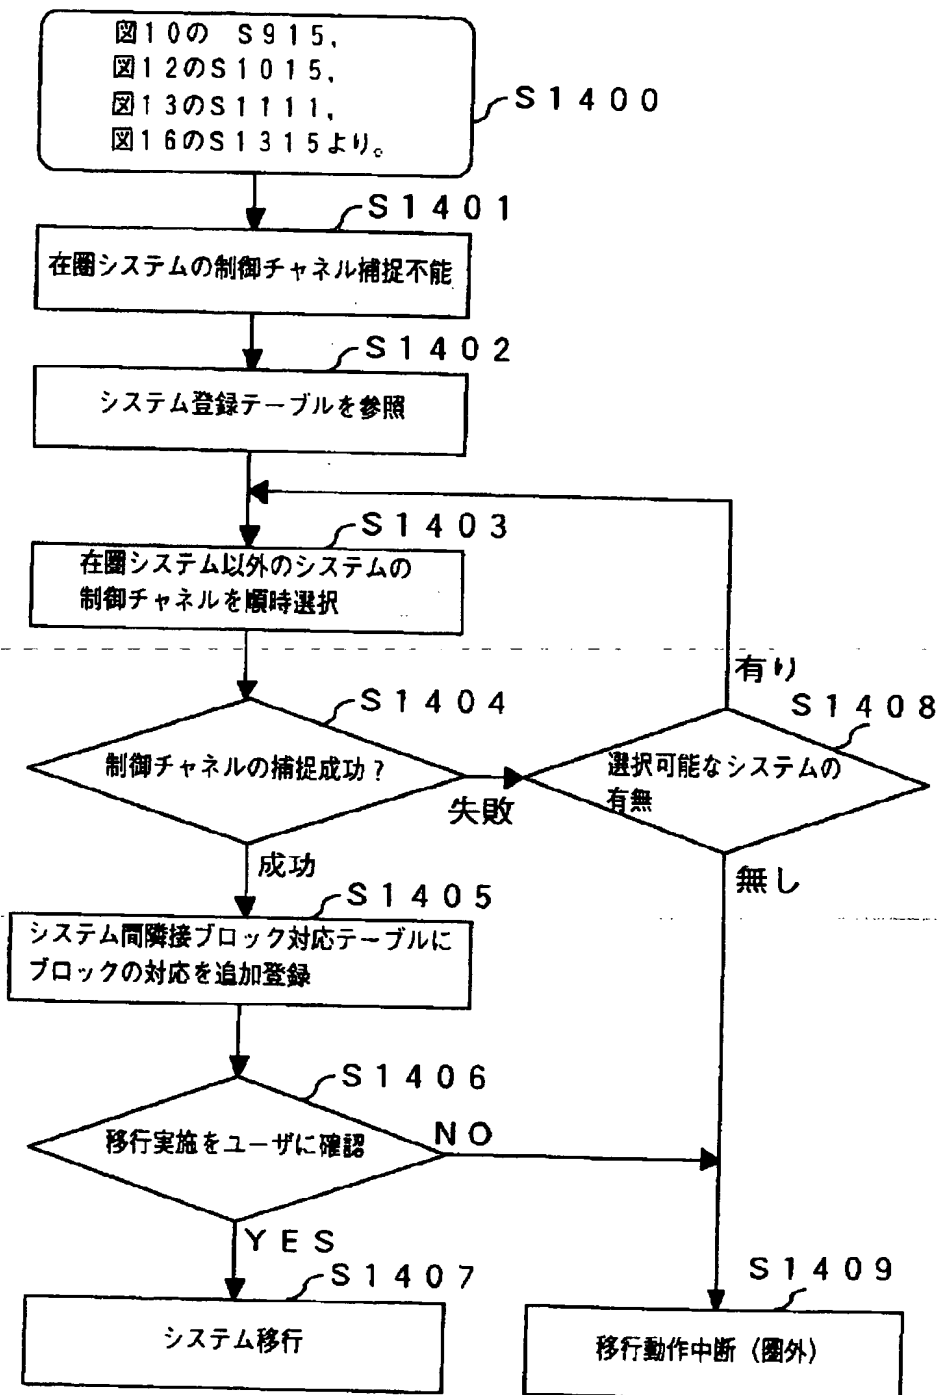 図10の S915,
図12のS1015,
図13のS1111,
図16のS1315より。
S1400
S1401
在圏システムの制御チャネル捕捉不能
S1402
システム登録テーブルを参照
S1403
在圏システム以外のシステムの
制御チャネルを順時選択
有り
S1404
S1408
制御チャネルの捕捉成功?
選択可能なシステムの
有無
失敗
成功
無し
S1405
システム間隣接ブロック対応テーブルに
ブロックの対応を追加登録
S1406
移行実施をユーザに確認
NO
YES
S1407
S1409
システム移行
移行動作中断(圏外)